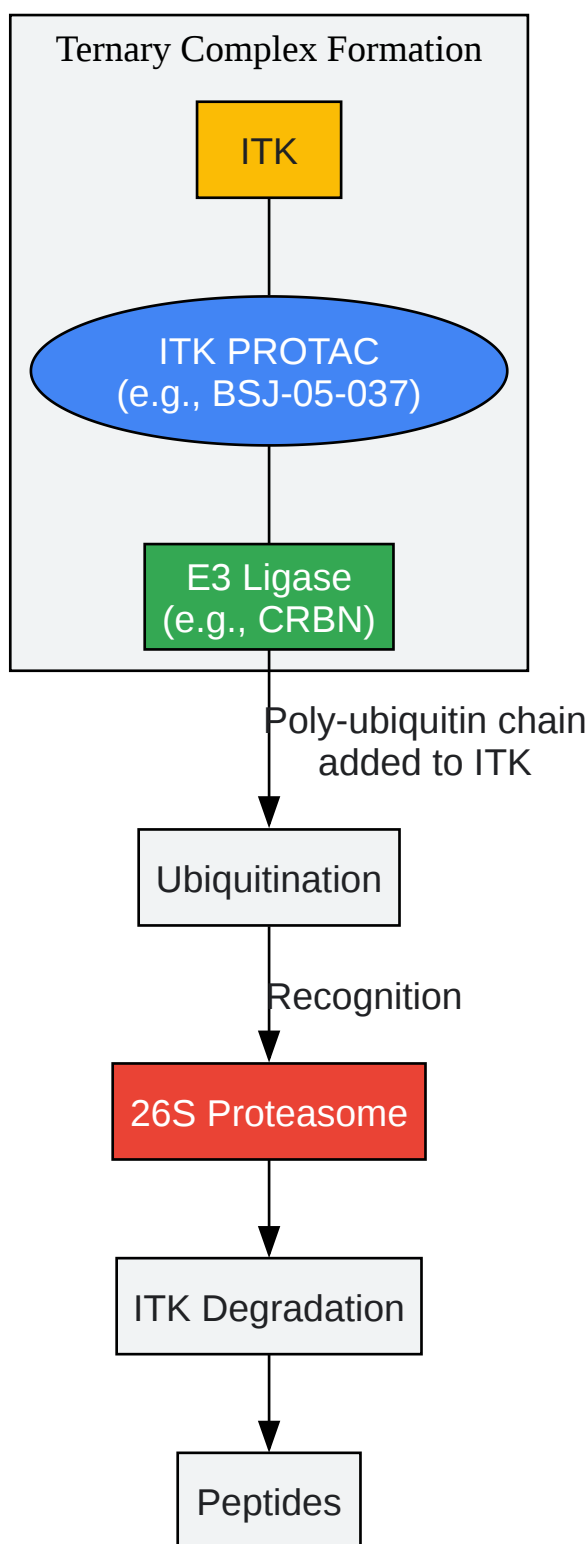 Ternary Complex Formation
ITK
ITK PROTAC
(e.g., BSJ-05-037)
E3 Ligase
(e.g., CRBN)
Poly-ubiquitin chain
added to ITK
Ubiquitination
Recognition
26S Proteasome
ITK Degradation
Peptides